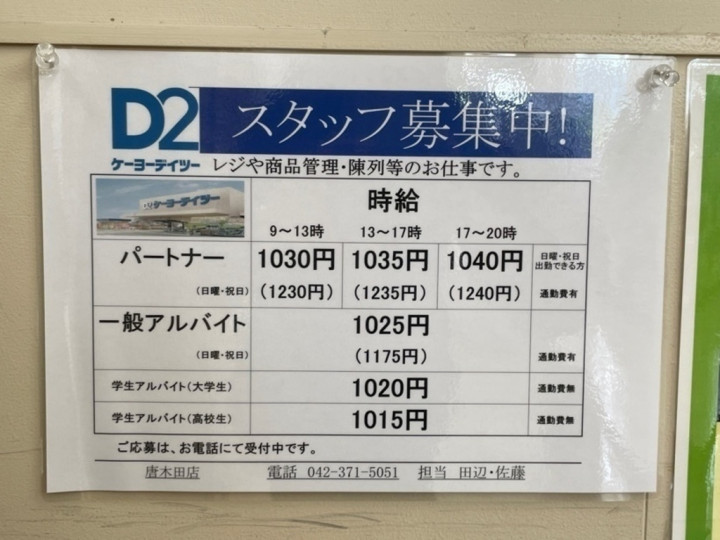 D2 スタッフ募集中!
ケーヨーデイツー レジや商品管理・陳列等のお仕事です。
ケーヨーデイツー 時給
9～13時 13～17時 17～20時
パートナー 1030円 1035円 1040円 日曜・祝日
出勤できる方
(日曜・祝日) (1230円) (1235円) (1240円) 通勤費有
一般アルバイト 1025円
(日曜・祝日) (1175円) 通勤費有
学生アルバイト(大学生) 1020円 通勤費無
学生アルバイト(高校生) 1015円 通勤費無
ご応募は、お電話にて受付中です。
唐木田店 電話 042-371-5051 担当 田辺・佐藤